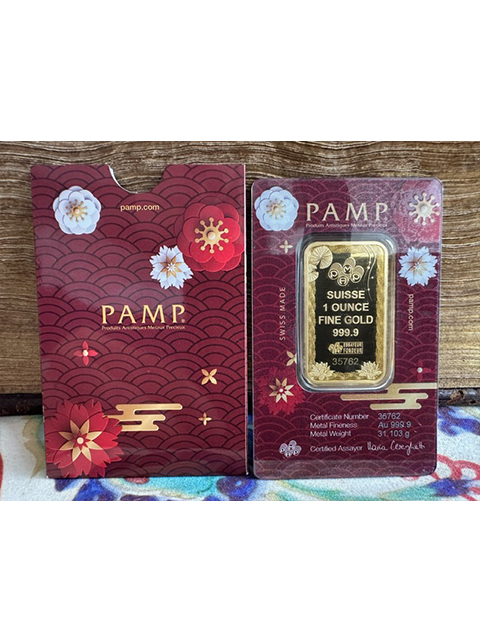 pamp.com
PAMP.
Produits Artistiques Métaux Précieux
PAMP.
Produits Artistiques Métaux Précieux
SWISS MADE
pamp.com
PAMP
SUISSE
1 OUNCE
FINE GOLD
999.9
ESSAYEUR
FONDEUR
35762
Certificate Number 35762
Metal Fineness Au 999.9
Metal Weight 31,103 g
Certified Assayer